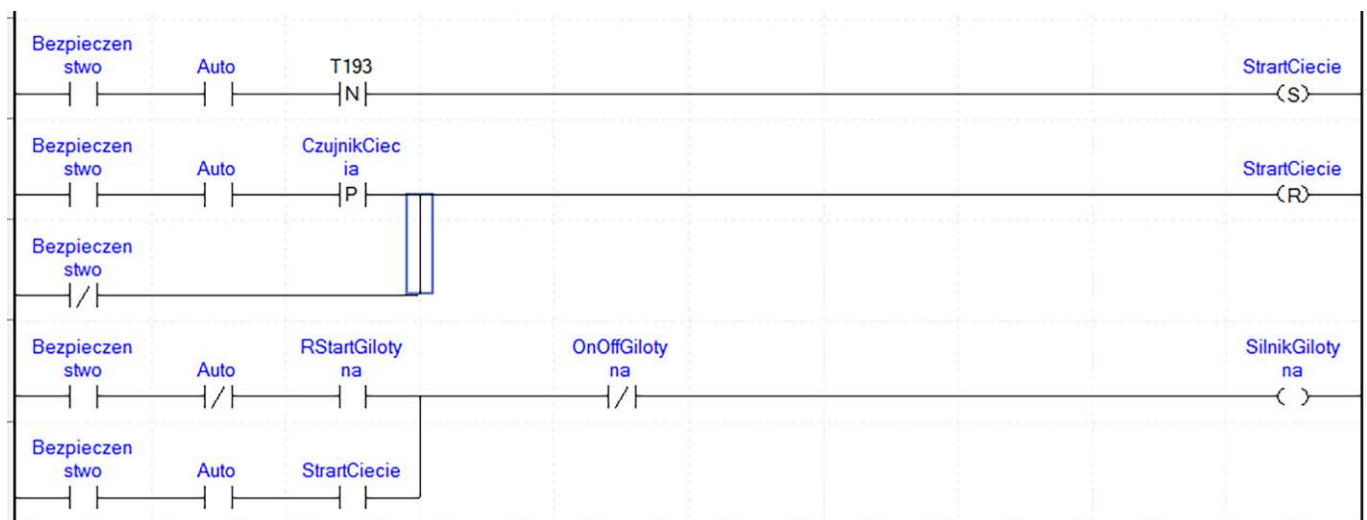 Bezpieczen
stwo Auto T193 StrartCiecie
N S
Bezpieczen CzujnikCiec
stwo Auto ia StrartCiecie
P R
Bezpieczen
stwo
Bezpieczen RStartGiloty OnOffGiloty SilnikGiloty
stwo Auto na na na
Bezpieczen
stwo Auto StrartCiecie